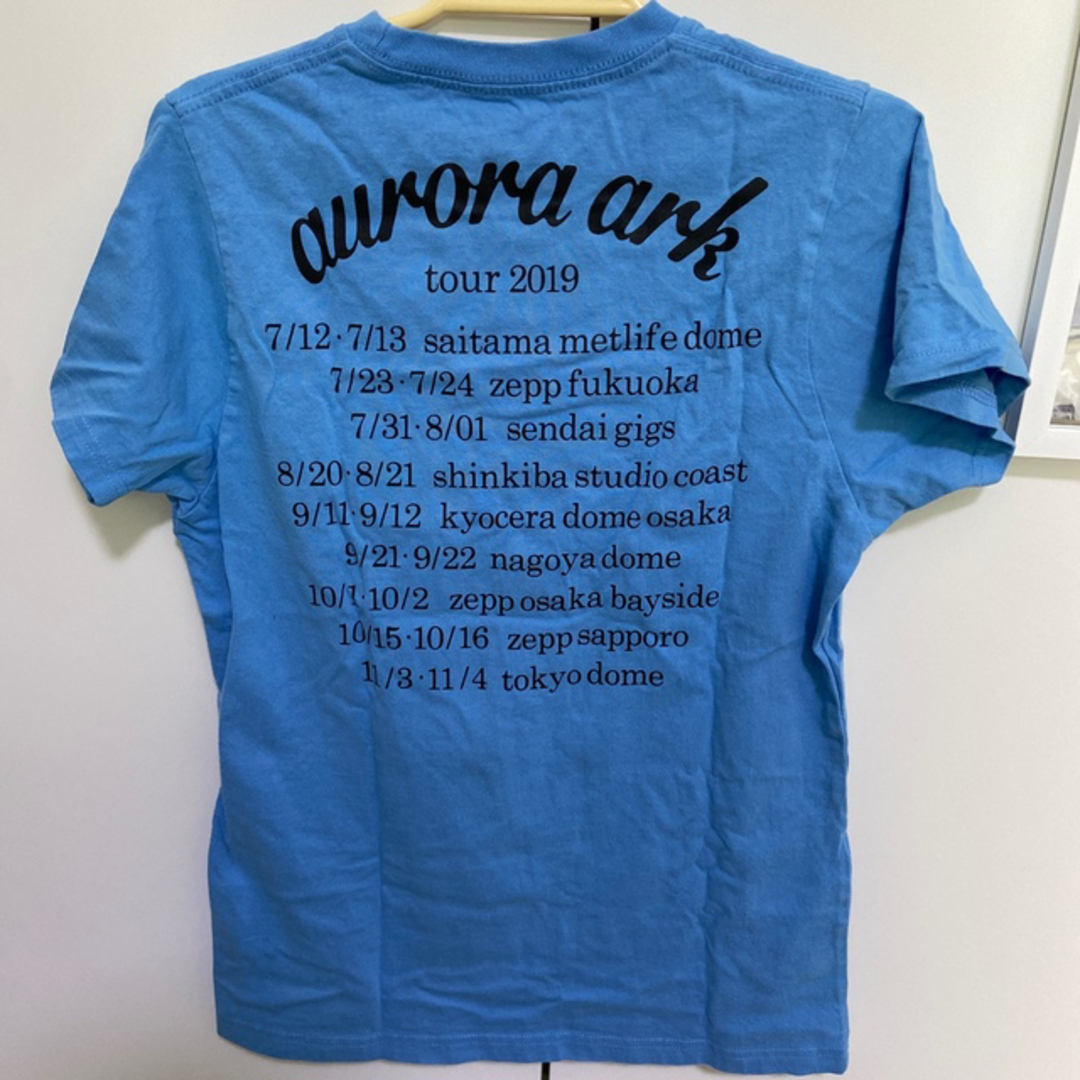 aurora ark
tour 2019
7/12·7/13 saitama metlife dome
7/23·7/24 zepp fukuoka
7/31·8/01 sendai gigs
8/20·8/21 shinkiba studio coast
9/11·9/12 kyocera dome osaka
9/21·9/22 nagoya dome
10/1·10/2 zepp osaka bayside
10/15·10/16 zepp sapporo
11/3·11/4 tokyo dome